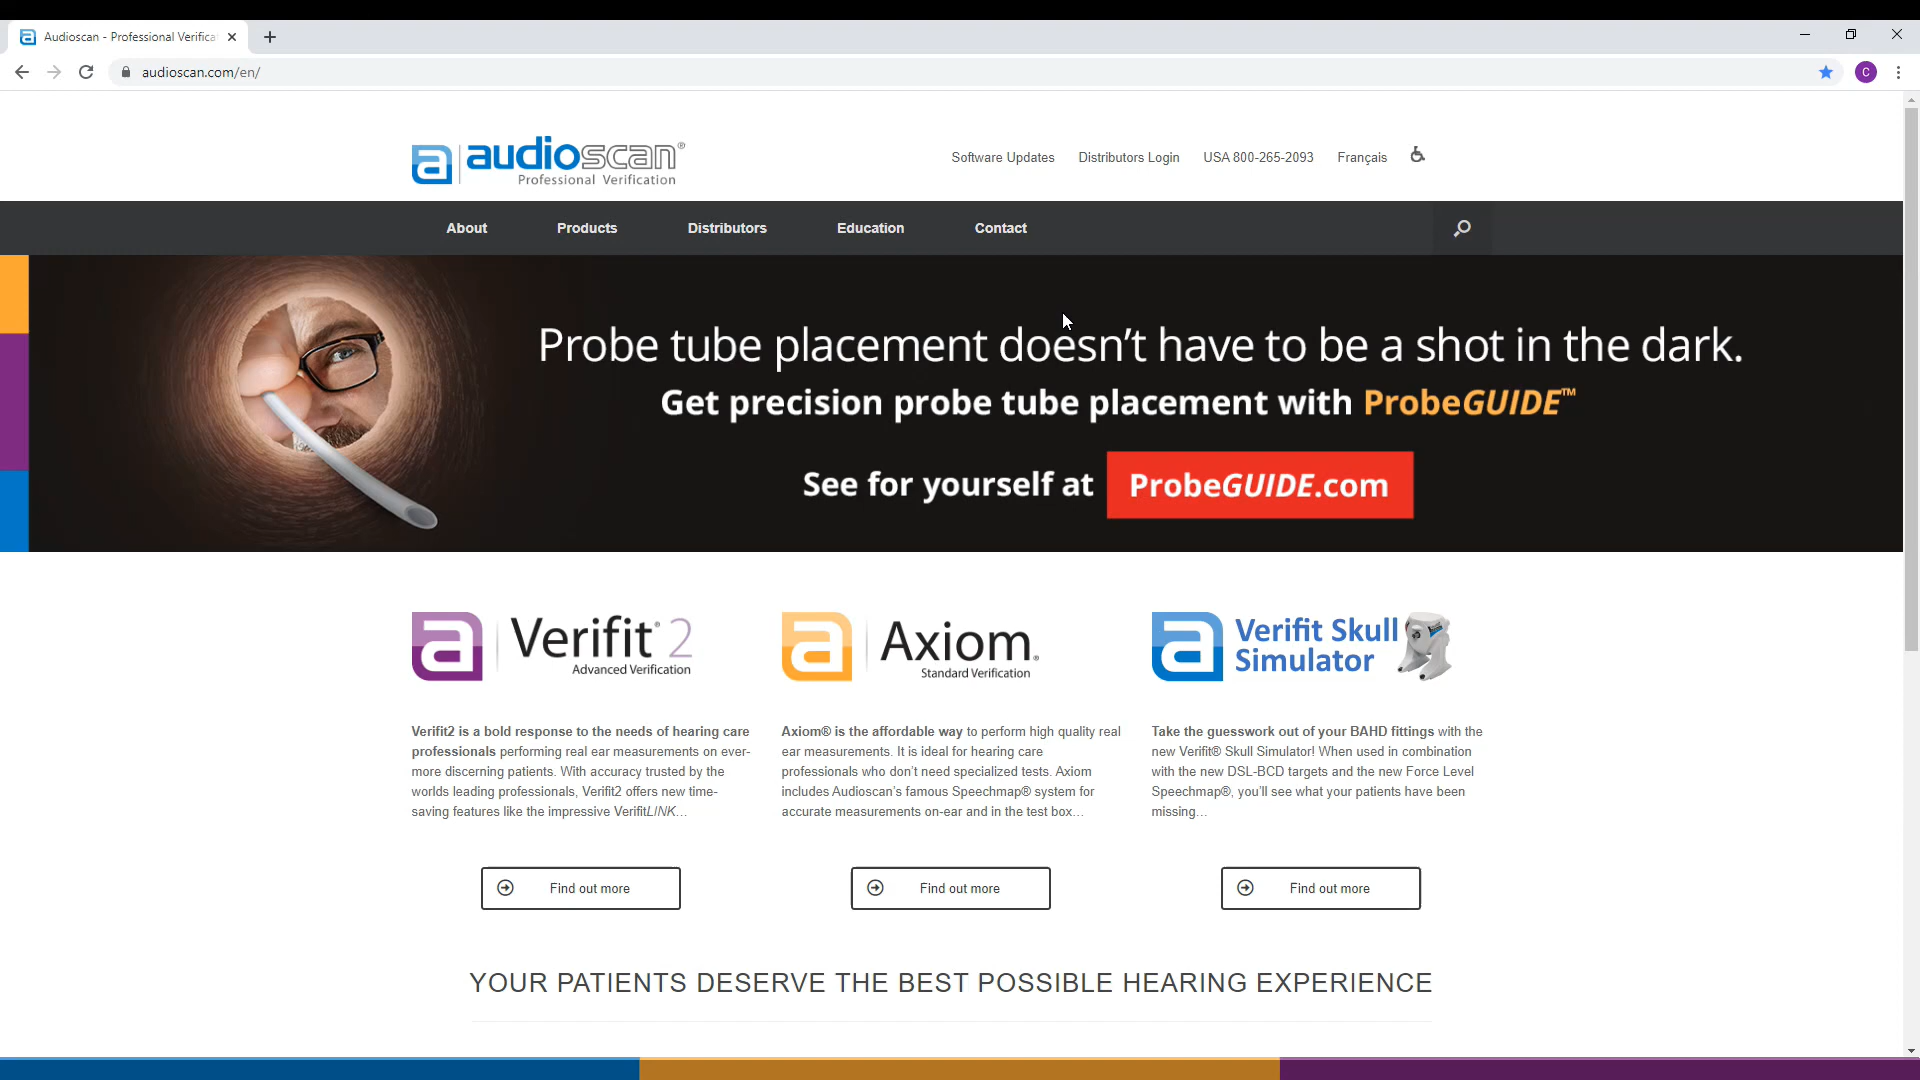 Audioscan - Professional Verifica
audioscan.com/en/
C
a audioscan®
Professional Verification
Software Updates
Distributors Login
USA 800-265-2093
Français
About
Products
Distributors
Education
Contact
Probe tube placement doesn't have to be a shot in the dark.
Get precision probe tube placement with ProbeGUIDE™
See for yourself at ProbeGUIDE.com
a Verifit® 2
Advanced Verification
Verifit2 is a bold response to the needs of hearing care
professionals performing real ear measurements on ever-
more discerning patients. With accuracy trusted by the
worlds leading professionals, Verifit2 offers new time-
saving features like the impressive VerifitLINK...
Find out more
a Axiom®
Standard Verification
Axiom® is the affordable way to perform high quality real
ear measurements. It is ideal for hearing care
professionals who don't need specialized tests. Axiom
includes Audioscan's famous Speechmap® system for
accurate measurements on-ear and in the test box...
Find out more
a Verifit Skull
Simulator
Take the guesswork out of your BAHD fittings with the
new Verifit® Skull Simulator! When used in combination
with the new DSL-BCD targets and the new Force Level
Speechmap®, you'll see what your patients have been
missing...
Find out more
YOUR PATIENTS DESERVE THE BEST POSSIBLE HEARING EXPERIENCE